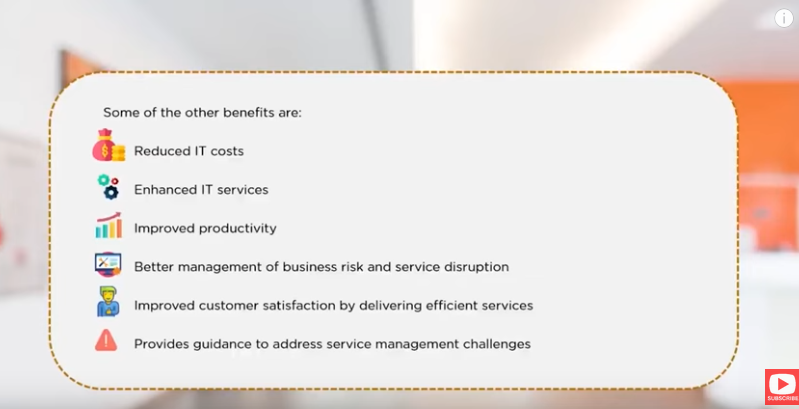 Some of the other benefits are:
Reduced IT costs
Enhanced IT services
Improved productivity
Better management of business risk and service disruption
Improved customer satisfaction by delivering efficient services
Provides guidance to address service management challenges
SUBSCRIBE